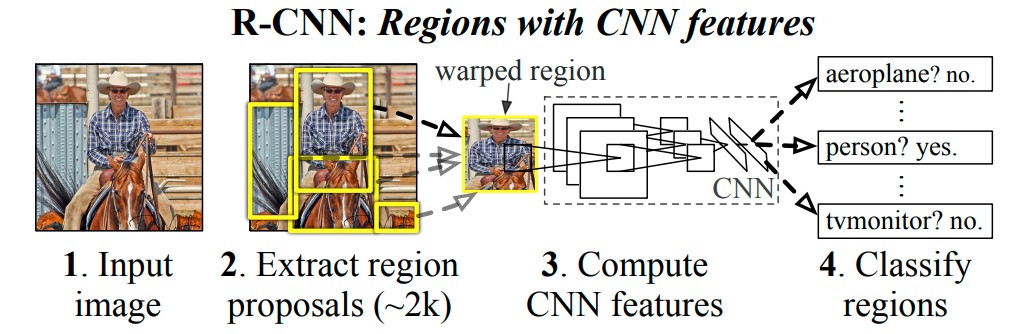 R-CNN: Regions with CNN features
warped region
aeroplane? no.
⋮
person? yes.
⋮
tvmonitor? no.
CNN
1. Input
image
2. Extract region
proposals (~2k)
3. Compute
CNN features
4. Classify
regions